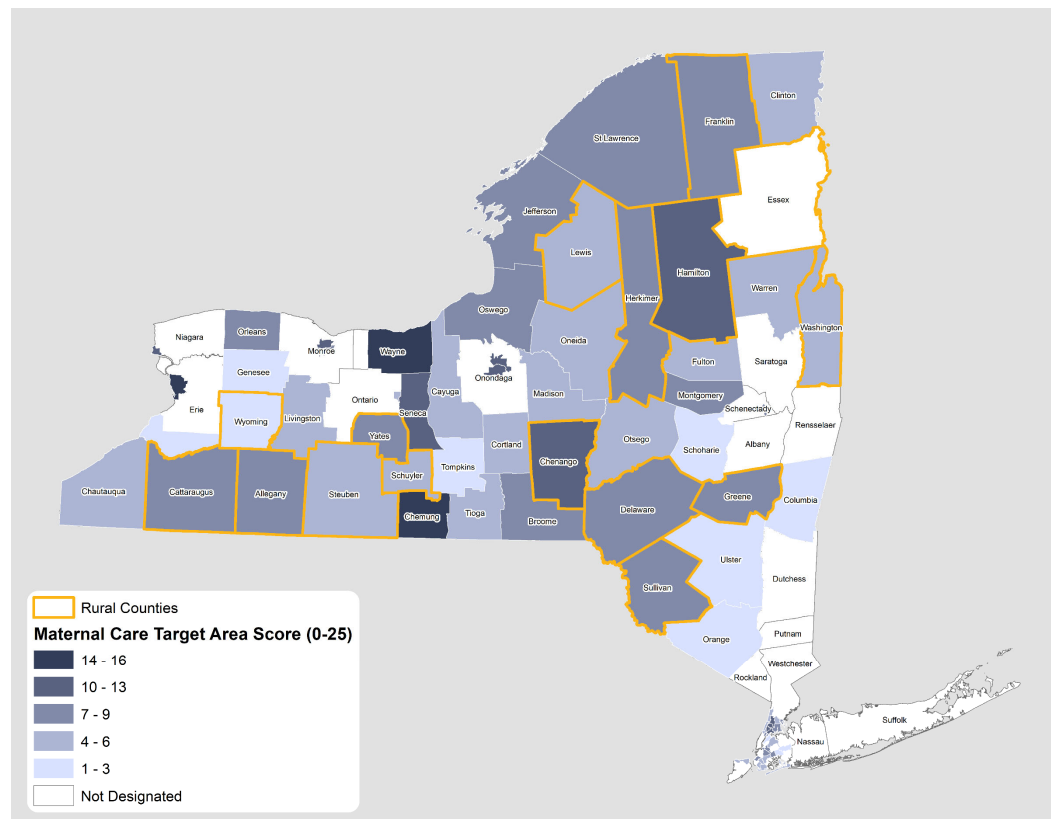 Clinton
Franklin
St Lawrence
Essex
Jefferson
Lewis
Hamilton
Warren
Herkimer
Oswego
Washington
Orleans
Niagara
Oneida
Monroe
Wayne
Fulton
Saratoga
Genesee
Onondaga
Cayuga
Madison
Montgomery
Ontario
Schenectady
Erie
Seneca
Wyoming
Livingston
Rensselaer
Yates
Otsego
Cortland
Schoharie
Albany
Chenango
Tompkins
Schuyler
Chautauqua
Cattaraugus
Allegany
Steuben
Greene
Columbia
Delaware
Tioga
Chemung
Broome
Ulster
Dutchess
Sullivan
Putnam
Orange
Westchester
Rockland
Suffolk
Nassau
Rural Counties
Maternal Care Target Area Score (0-25)
14 - 16
10 - 13
7 - 9
4 - 6
1 - 3
Not Designated